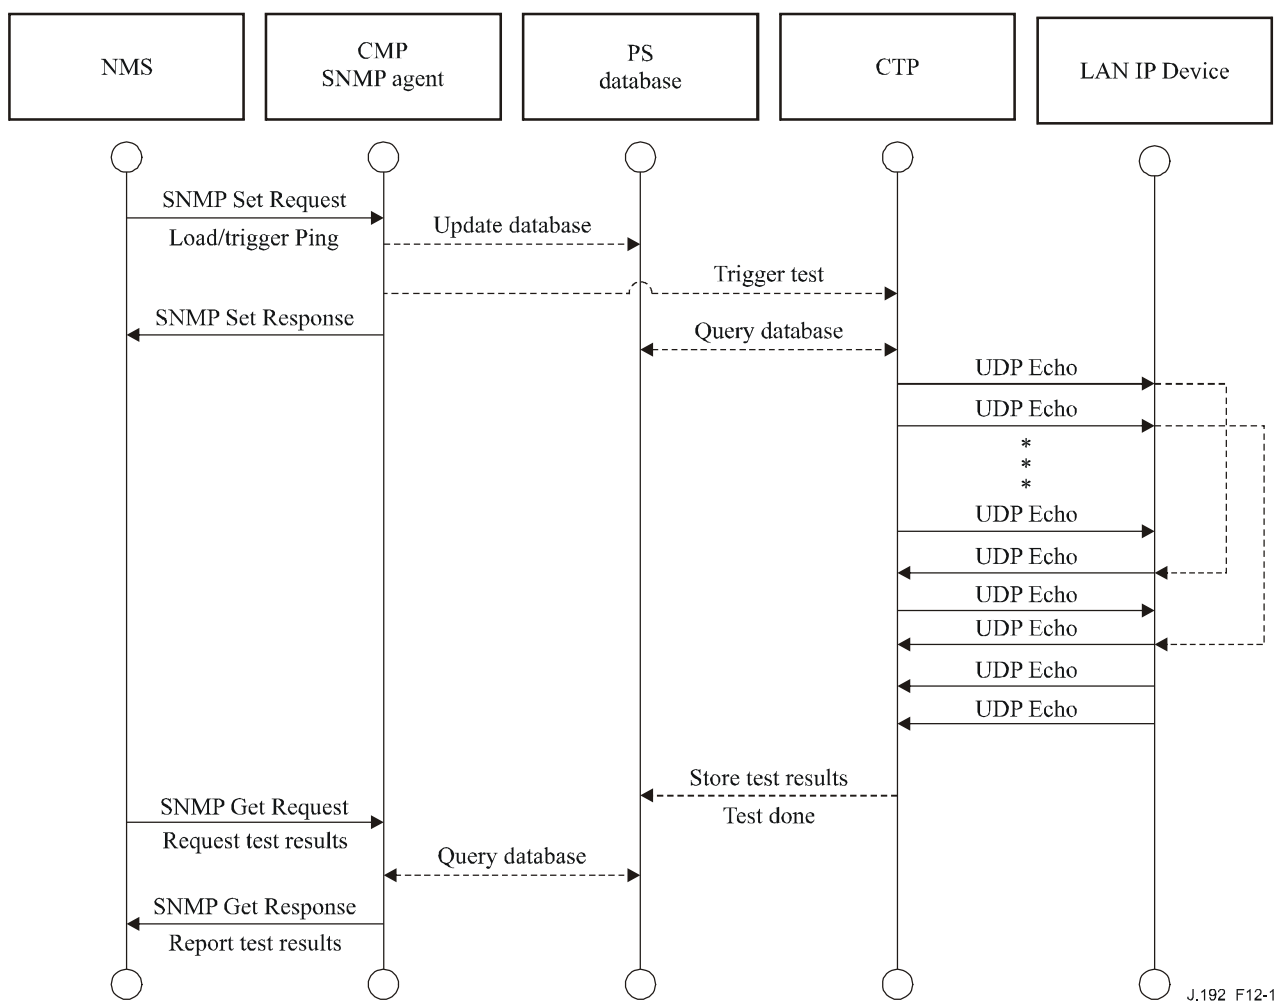 NMS
CMP
SNMP agent
PS
database
CTP
LAN IP Device
SNMP Set Request
Load/trigger Ping
Update database
Trigger test
SNMP Set Response
Query database
UDP Echo
UDP Echo
*
*
*
UDP Echo
UDP Echo
UDP Echo
UDP Echo
UDP Echo
UDP Echo
Store test results
Test done
SNMP Get Request
Request test results
Query database
SNMP Get Response
Report test results
J.192_F12-1